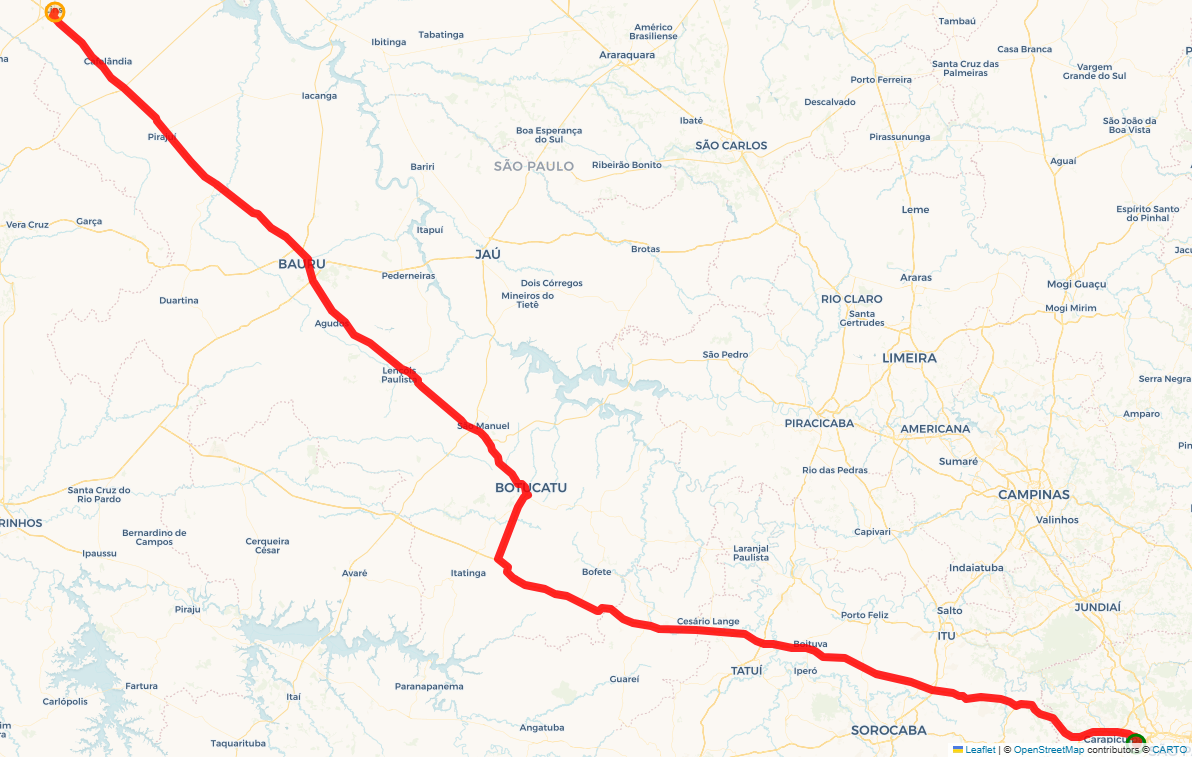 Tabatinga
Américo
Brasiliense
Tambaú
Ibitinga
Araraquara
Casa Branca
Cafelândia
Santa Cruz das
Palmeiras
Vargem
Grande do Sul
Porto Ferreira
Iacanga
Descalvado
Ibaté
São João da
Boa Vista
Boa Esperança
do Sul
Pirassununga
SÃO CARLOS
Aguaí
Bariri
SÃO PAULO
Ribeirão Bonito
Leme
Espírito Santo
do Pinhal
Vera Cruz
Garça
Itapuí
JAÚ
Brotas
BAURU
Pederneiras
Araras
Dois Córregos
Mogi Guaçu
Duartina
Mineiros do
Tietê
RIO CLARO
Mogi Mirim
Santa
Gertrudes
Agudos
São Pedro
LIMEIRA
Lençóis
Paulista
Serra Negra
Amparo
São Manuel
PIRACICABA
AMERICANA
Sumaré
Rio das Pedras
BOTUCATU
Santa Cruz do
Rio Pardo
CAMPINAS
RINHOS
Valinhos
Bernardino de
Campos
Capivari
Cerqueira
César
Ipaussu
Laranjal
Paulista
Avaré
Itatinga
Bofete
Indaiatuba
Piraju
Porto Feliz
Salto
JUNDIAÍ
Cesário Lange
ITU
Boituva
TATUÍ
Iperó
Guareí
Fartura
Paranapanema
Itaí
Carlópolis
Angatuba
SOROCABA
Taquarituba
Leaflet | © OpenStreetMap contributors © CARTO